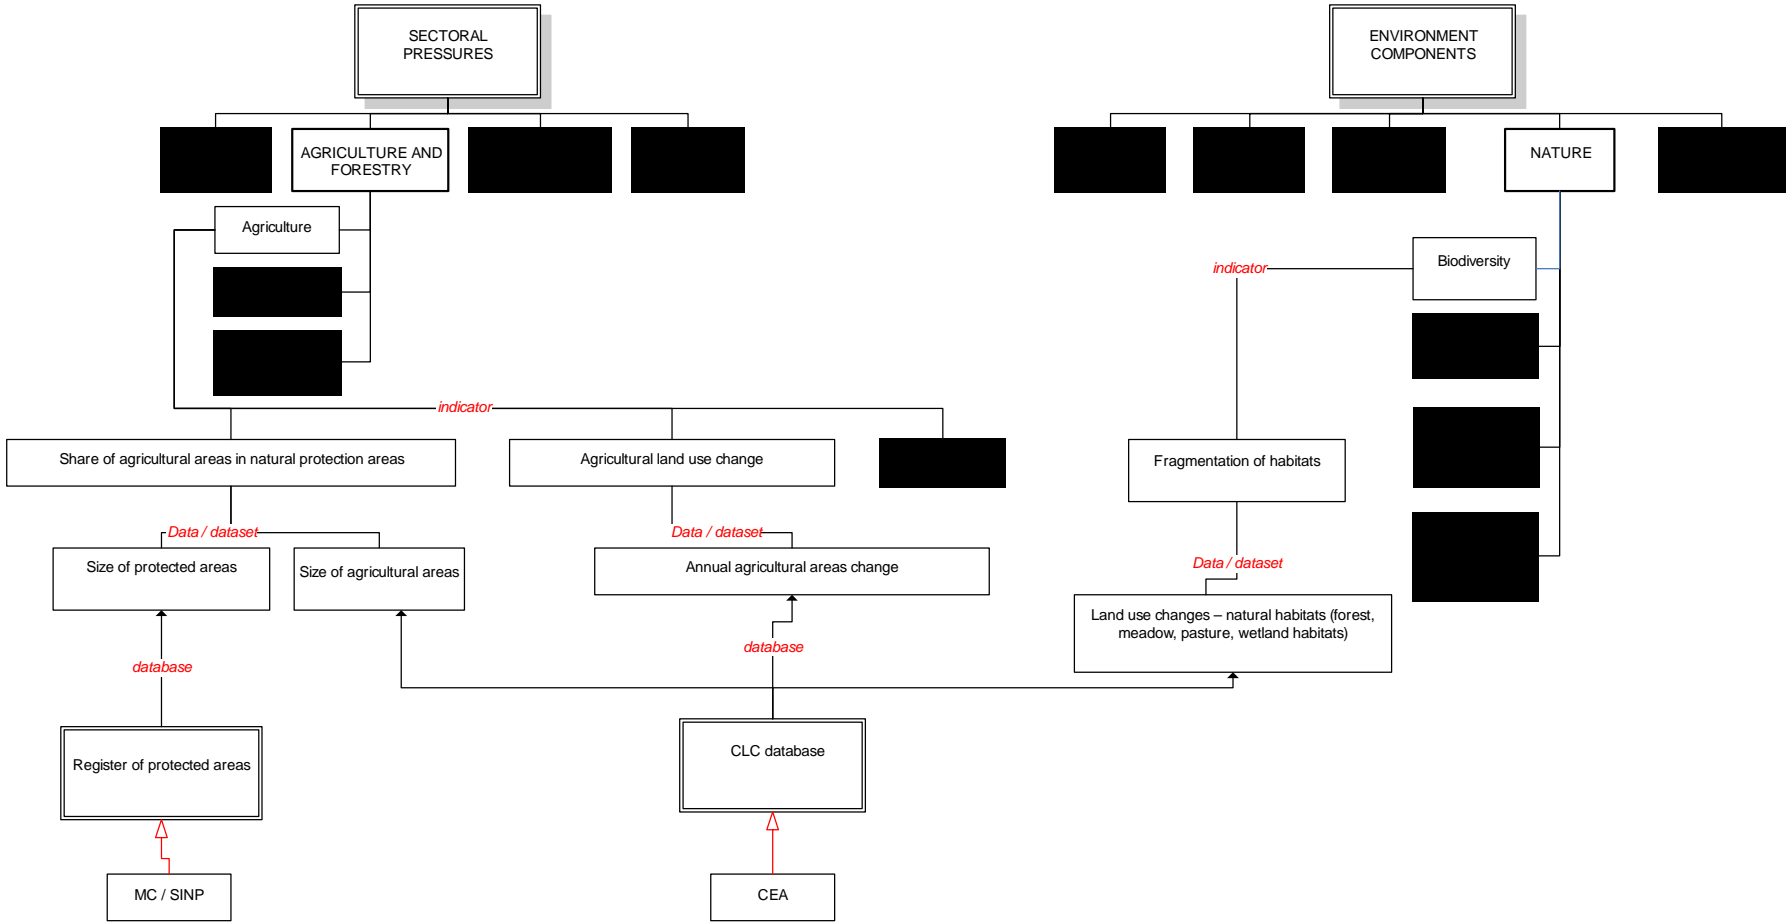 SECTORAL
PRESSURES
ENVIRONMENT
COMPONENTS
AGRICULTURE AND
FORESTRY
NATURE
Agriculture
Biodiversity
indicator
indicator
Share of agricultural areas in natural protection areas
Agricultural land use change
Fragmentation of habitats
Data / dataset
Data / dataset
Data / dataset
Size of protected areas
Size of agricultural areas
Annual agricultural areas change
Land use changes – natural habitats (forest,
meadow, pasture, wetland habitats)
database
database
Register of protected areas
CLC database
MC / SINP
CEA